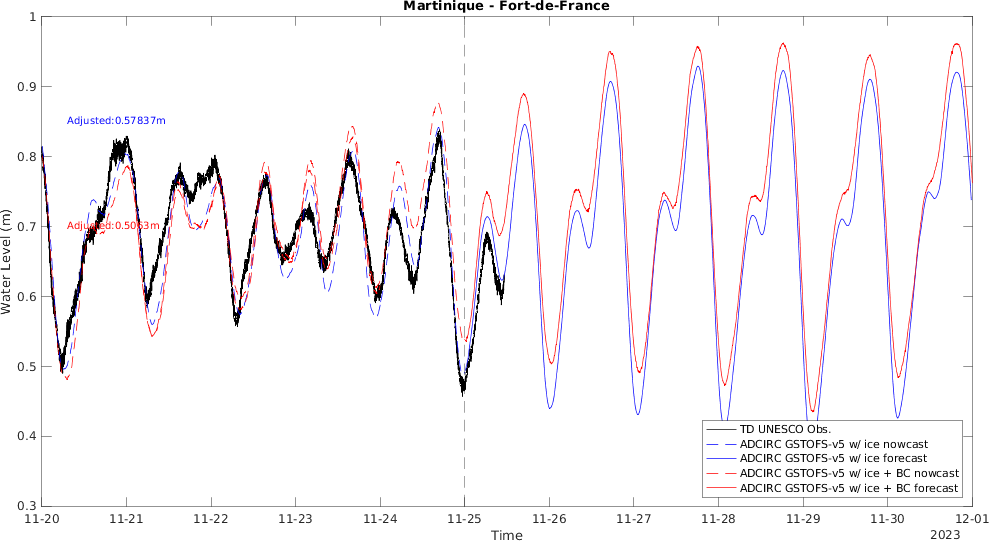 Martinique - Fort-de-France
1
0.9
0.8
0.7
0.6
0.5
0.4
0.3
Water Level (m)
Adjusted:0.57837m
Adjusted:0.5063m
TD UNESCO Obs.
ADCIRC GSTOFS-v5 w/ ice nowcast
ADCIRC GSTOFS-v5 w/ ice forecast
ADCIRC GSTOFS-v5 w/ ice + BC nowcast
ADCIRC GSTOFS-v5 w/ ice + BC forecast
11-20 11-21 11-22 11-23 11-24 11-25 11-26 11-27 11-28 11-29 11-30 12-01
Time
2023